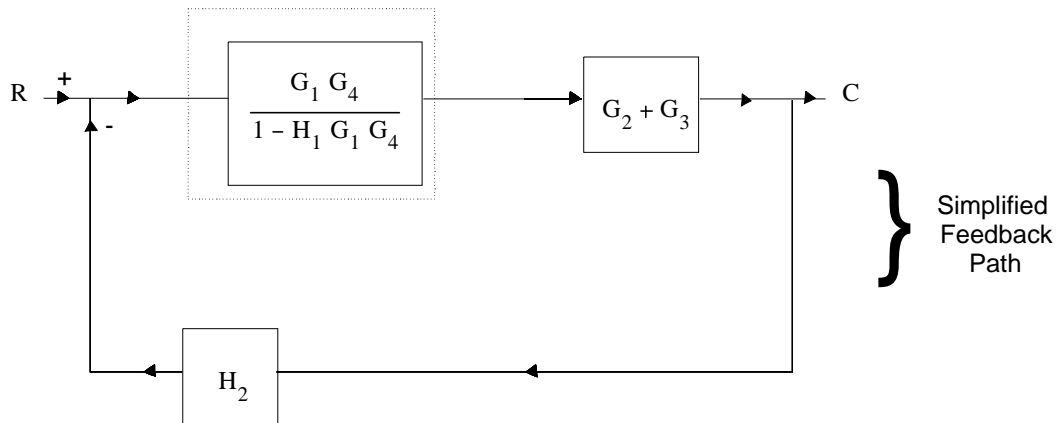 R
+
-
G₁ G₄
1 – H₁ G₁ G₄
G₂ + G₃
C
Simplified
Feedback
Path
H₂